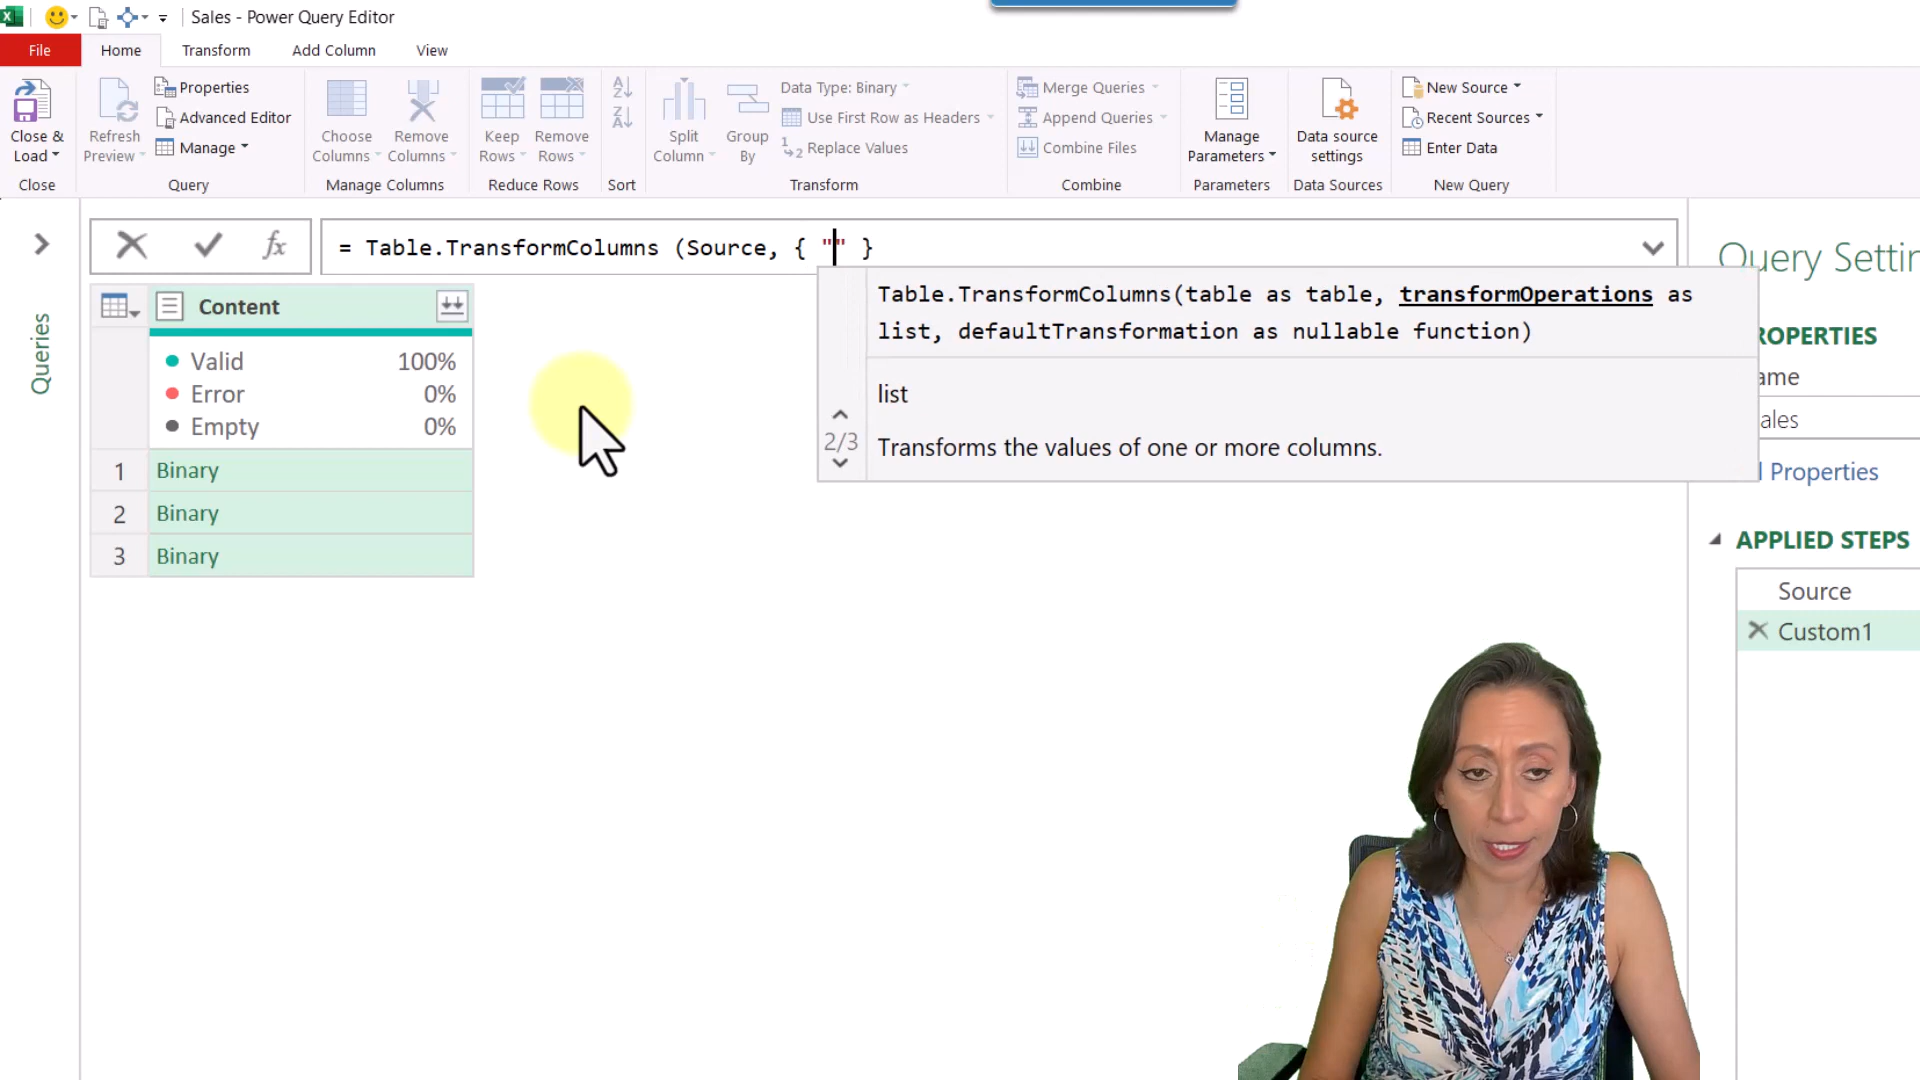 Sales - Power Query Editor
File Home Transform Add Column View
Close & Load
Close
Refresh Preview
Properties
Advanced Editor
Manage
Query
Choose Columns
Remove Columns
Manage Columns
Keep Rows
Remove Rows
Reduce Rows
Sort
Split Column
Group By
Data Type: Binary
Use First Row as Headers
Replace Values
Transform
Merge Queries
Append Queries
Combine Files
Combine
Manage Parameters
Parameters
Data source settings
Data Sources
New Source
Recent Sources
Enter Data
New Query
fx
= Table.TransformColumns (Source, { "" }
Table.TransformColumns(table as table, transformOperations as
list, defaultTransformation as nullable function)
list
2/3
Transforms the values of one or more columns.
Queries
Content
Valid 100%
Error 0%
Empty 0%
1 Binary
2 Binary
3 Binary
Query Settin
ROPERTIES
ame
ales
l Properties
APPLIED STEPS
Source
Custom1